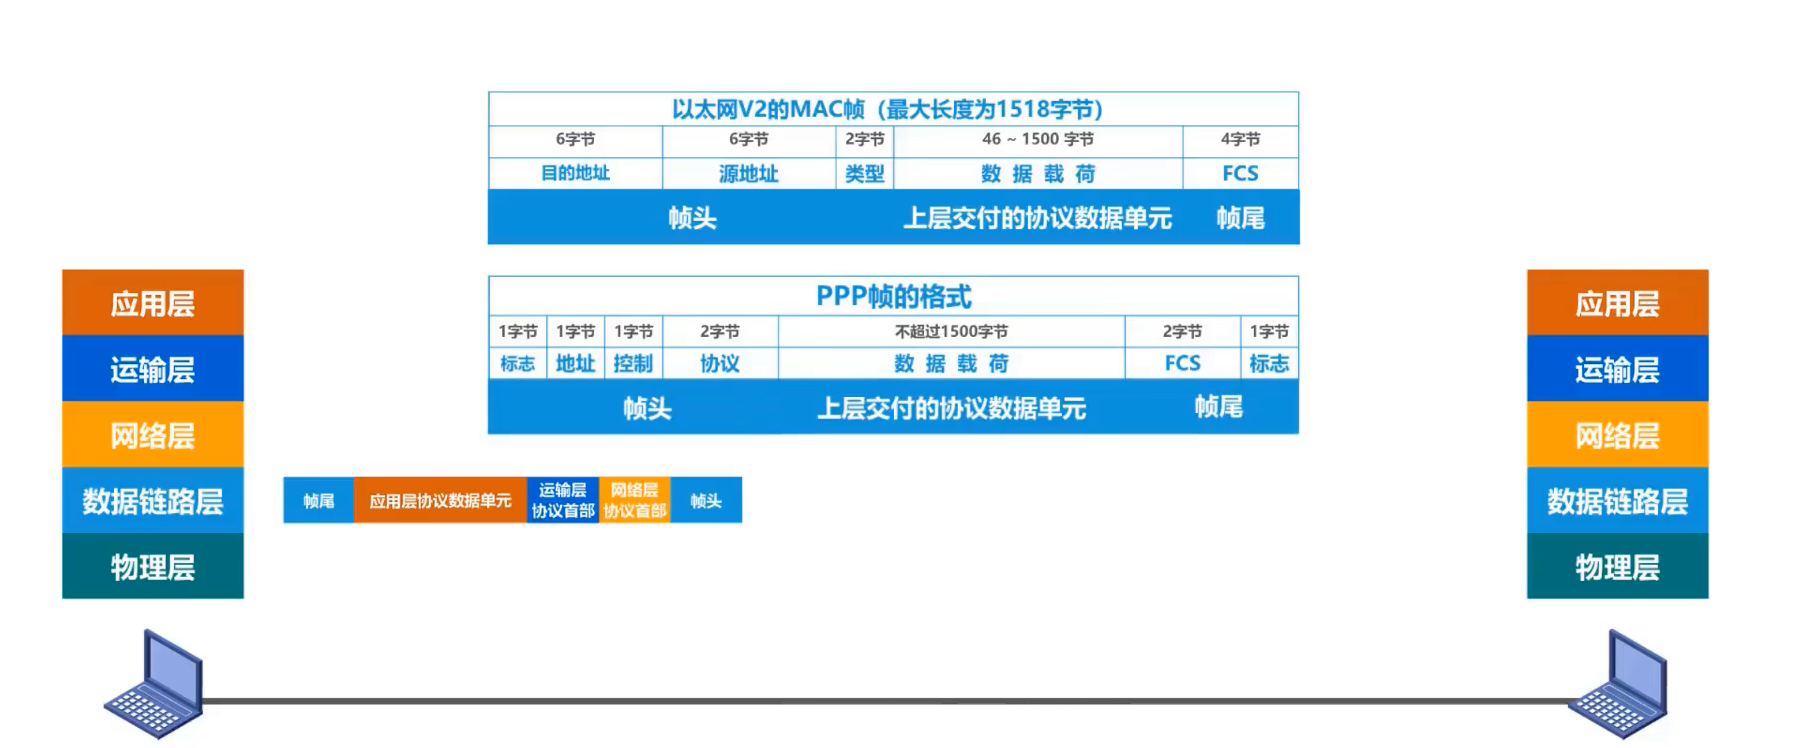 以太网V2的MAC帧（最大长度为1518字节）
6字节 6字节 2字节 46 ~ 1500 字节 4字节
目的地址 源地址 类型 数 据 载 荷 FCS
帧头 上层交付的协议数据单元 帧尾
PPP帧的格式
1字节 1字节 1字节 2字节 不超过1500字节 2字节 1字节
标志 地址 控制 协议 数 据 载 荷 FCS 标志
帧头 上层交付的协议数据单元 帧尾
应用层
运输层
网络层
数据链路层
物理层
帧尾
应用层协议数据单元
运输层
协议首部
网络层
协议首部
帧头
应用层
运输层
网络层
数据链路层
物理层